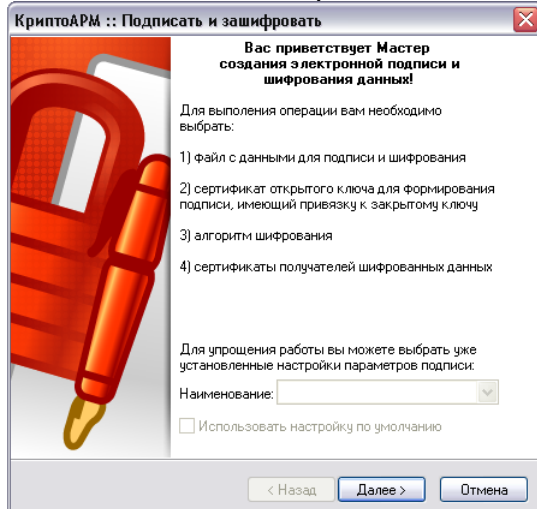 КриптоАРМ :: Подписать и зашифровать
Вас приветствует Мастер
создания электронной подписи и
шифрования данных!
Для выполения операции вам необходимо
выбрать:
1) файл с данными для подписи и шифрования
2) сертификат открытого ключа для формирования
подписи, имеющий привязку к закрытому ключу
3) алгоритм шифрования
4) сертификаты получателей шифрованных данных
Для упрощения работы вы можете выбрать уже
установленные настройки параметров подписи:
Наименование:
Использовать настройку по умолчанию
< Назад Далее > Отмена